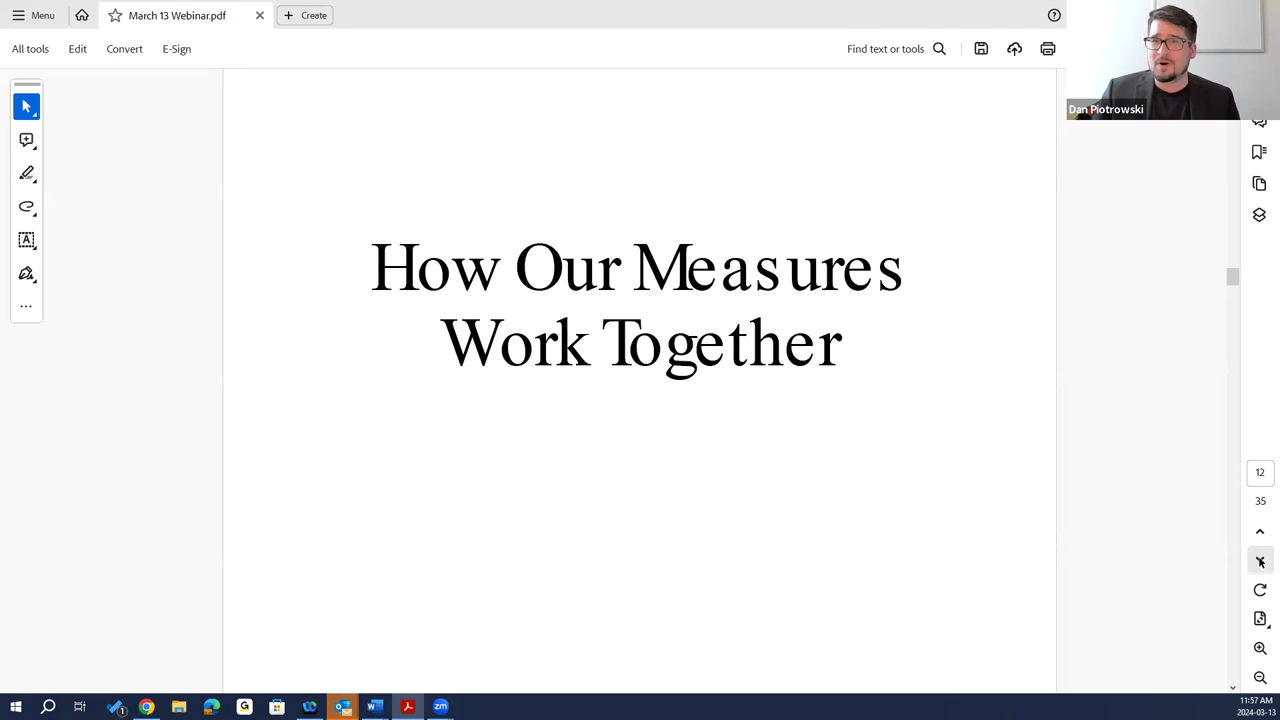 Menu
March 13 Webinar.pdf
Create
All tools
Edit
Convert
E-Sign
Find text or tools
Dan Piotrowski
A
How Our Measures
Work Together
12
35
11:57 AM
2024-03-13